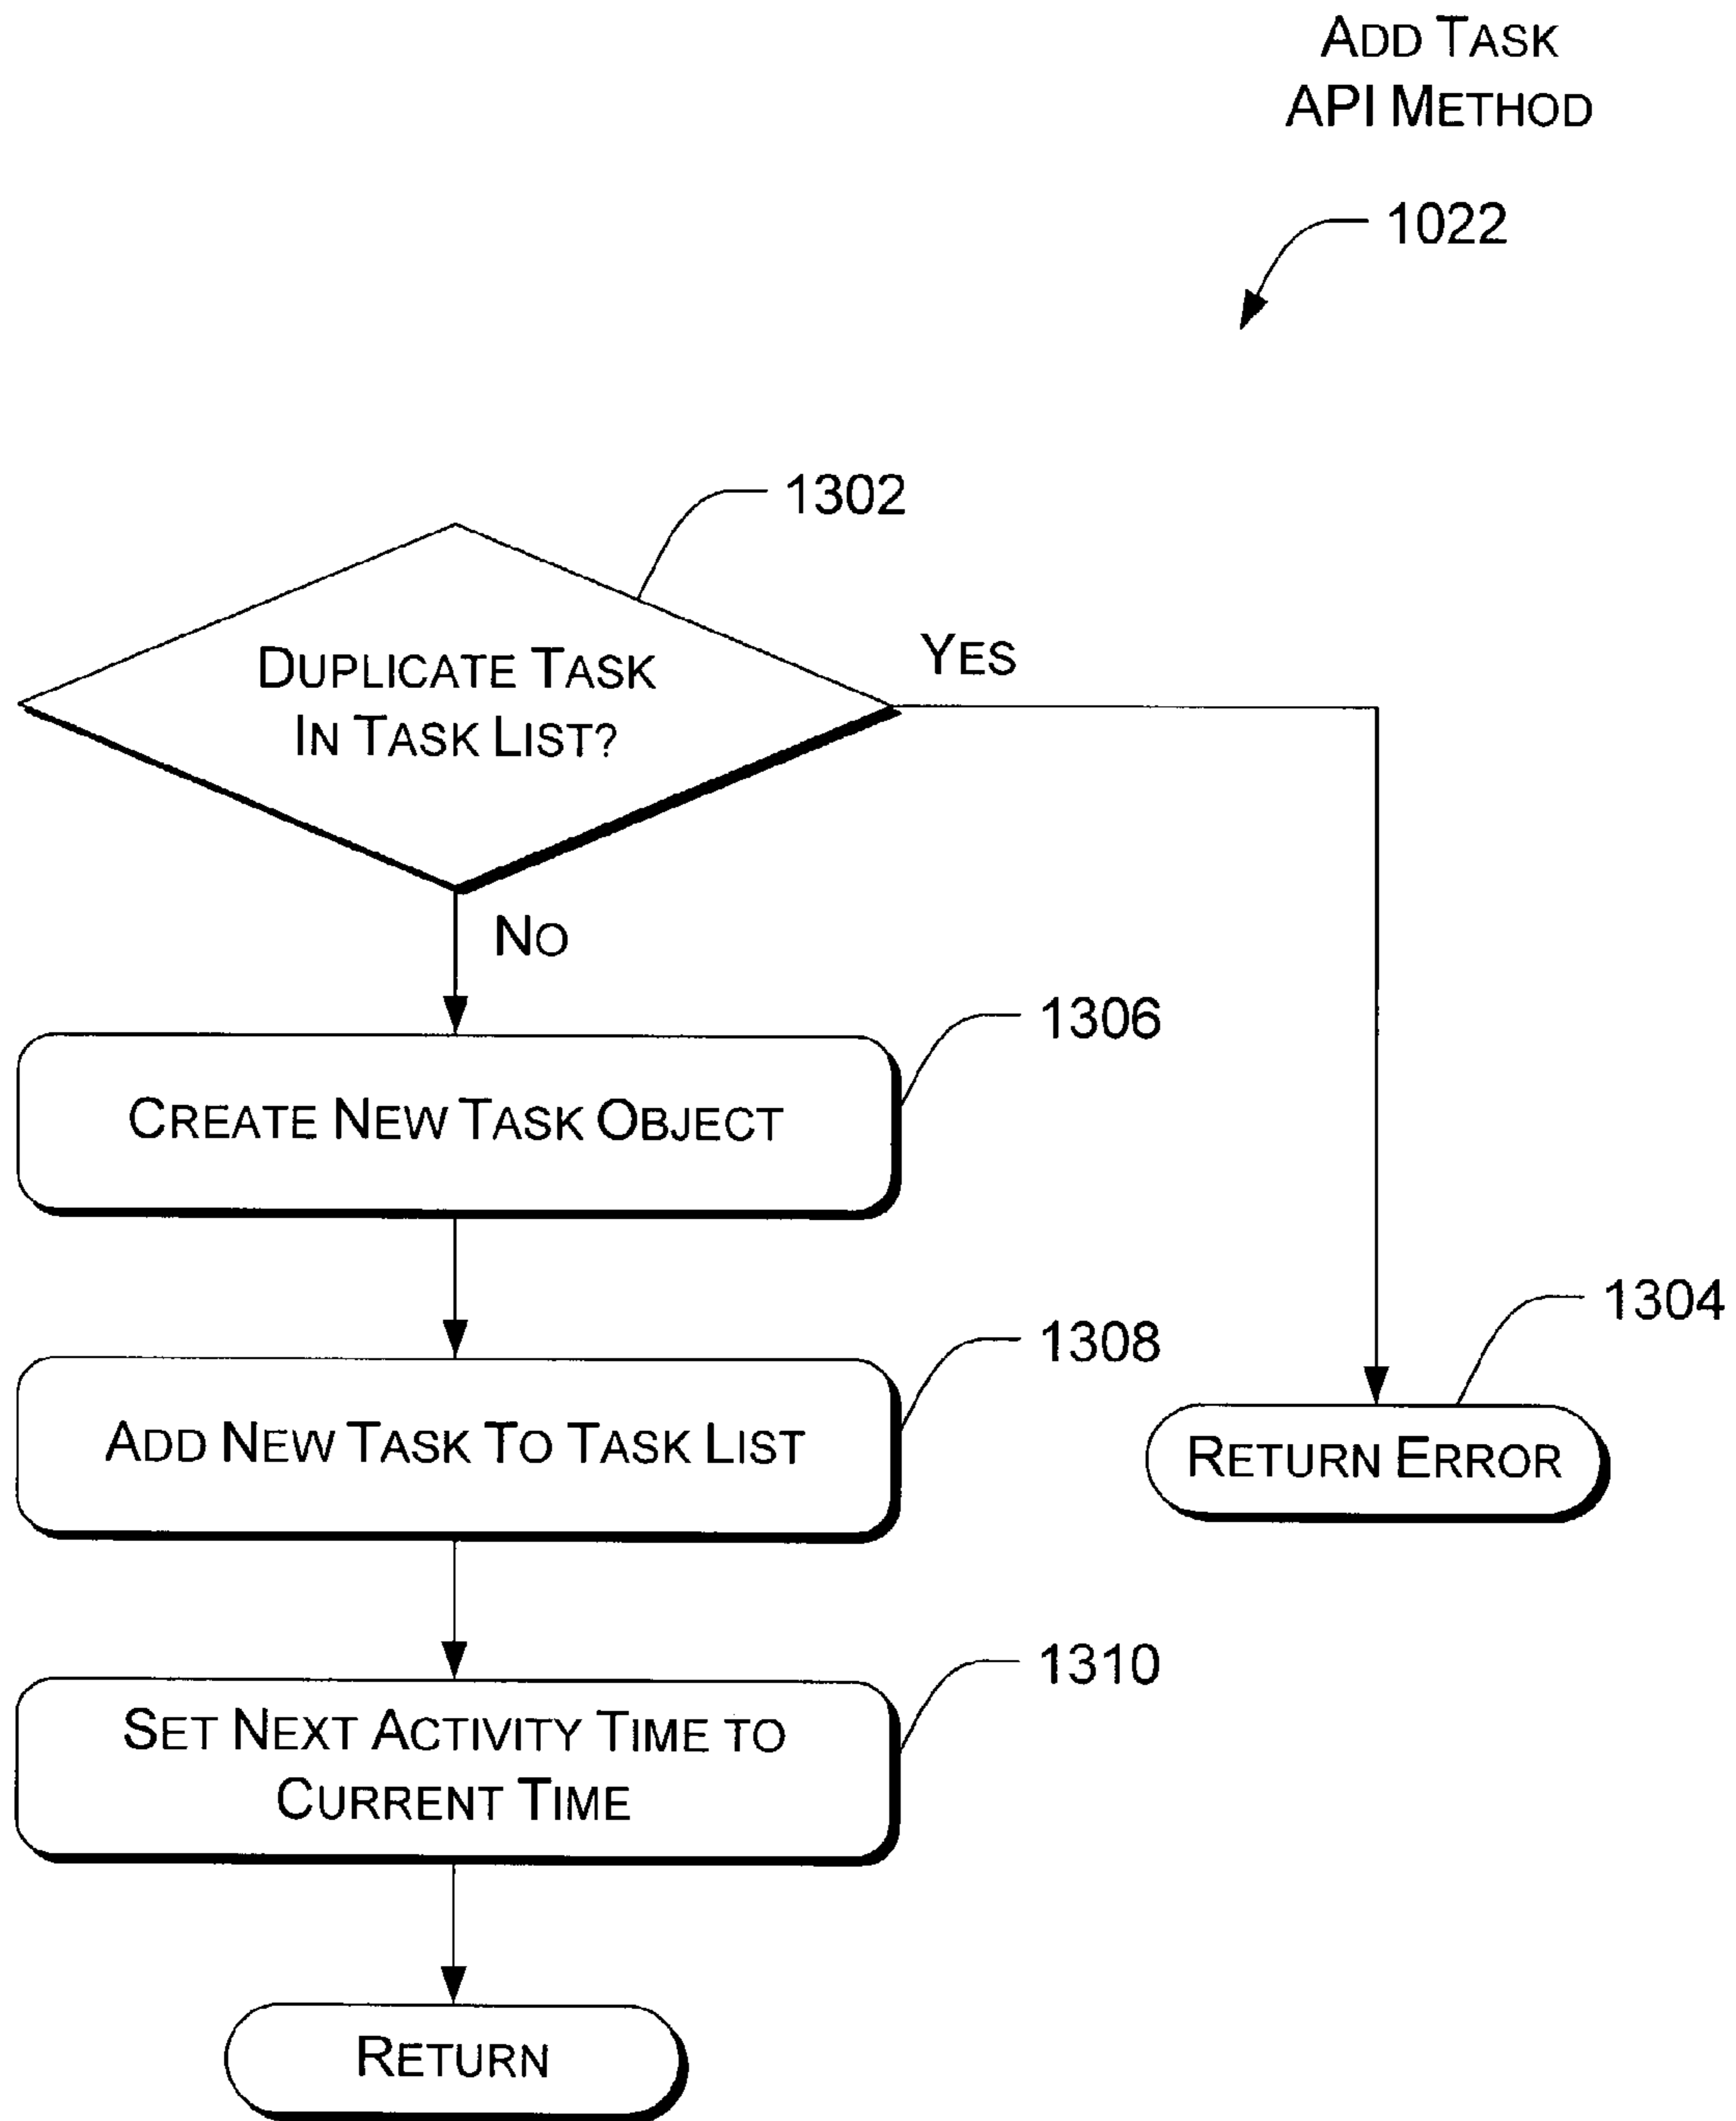 ADD TASK
API METHOD
1022
1302
DUPLICATE TASK
IN TASK LIST?
YES
NO
1306
CREATE NEW TASK OBJECT
1304
1308
ADD NEW TASK TO TASK LIST
RETURN ERROR
1310
SET NEXT ACTIVITY TIME TO
CURRENT TIME
RETURN